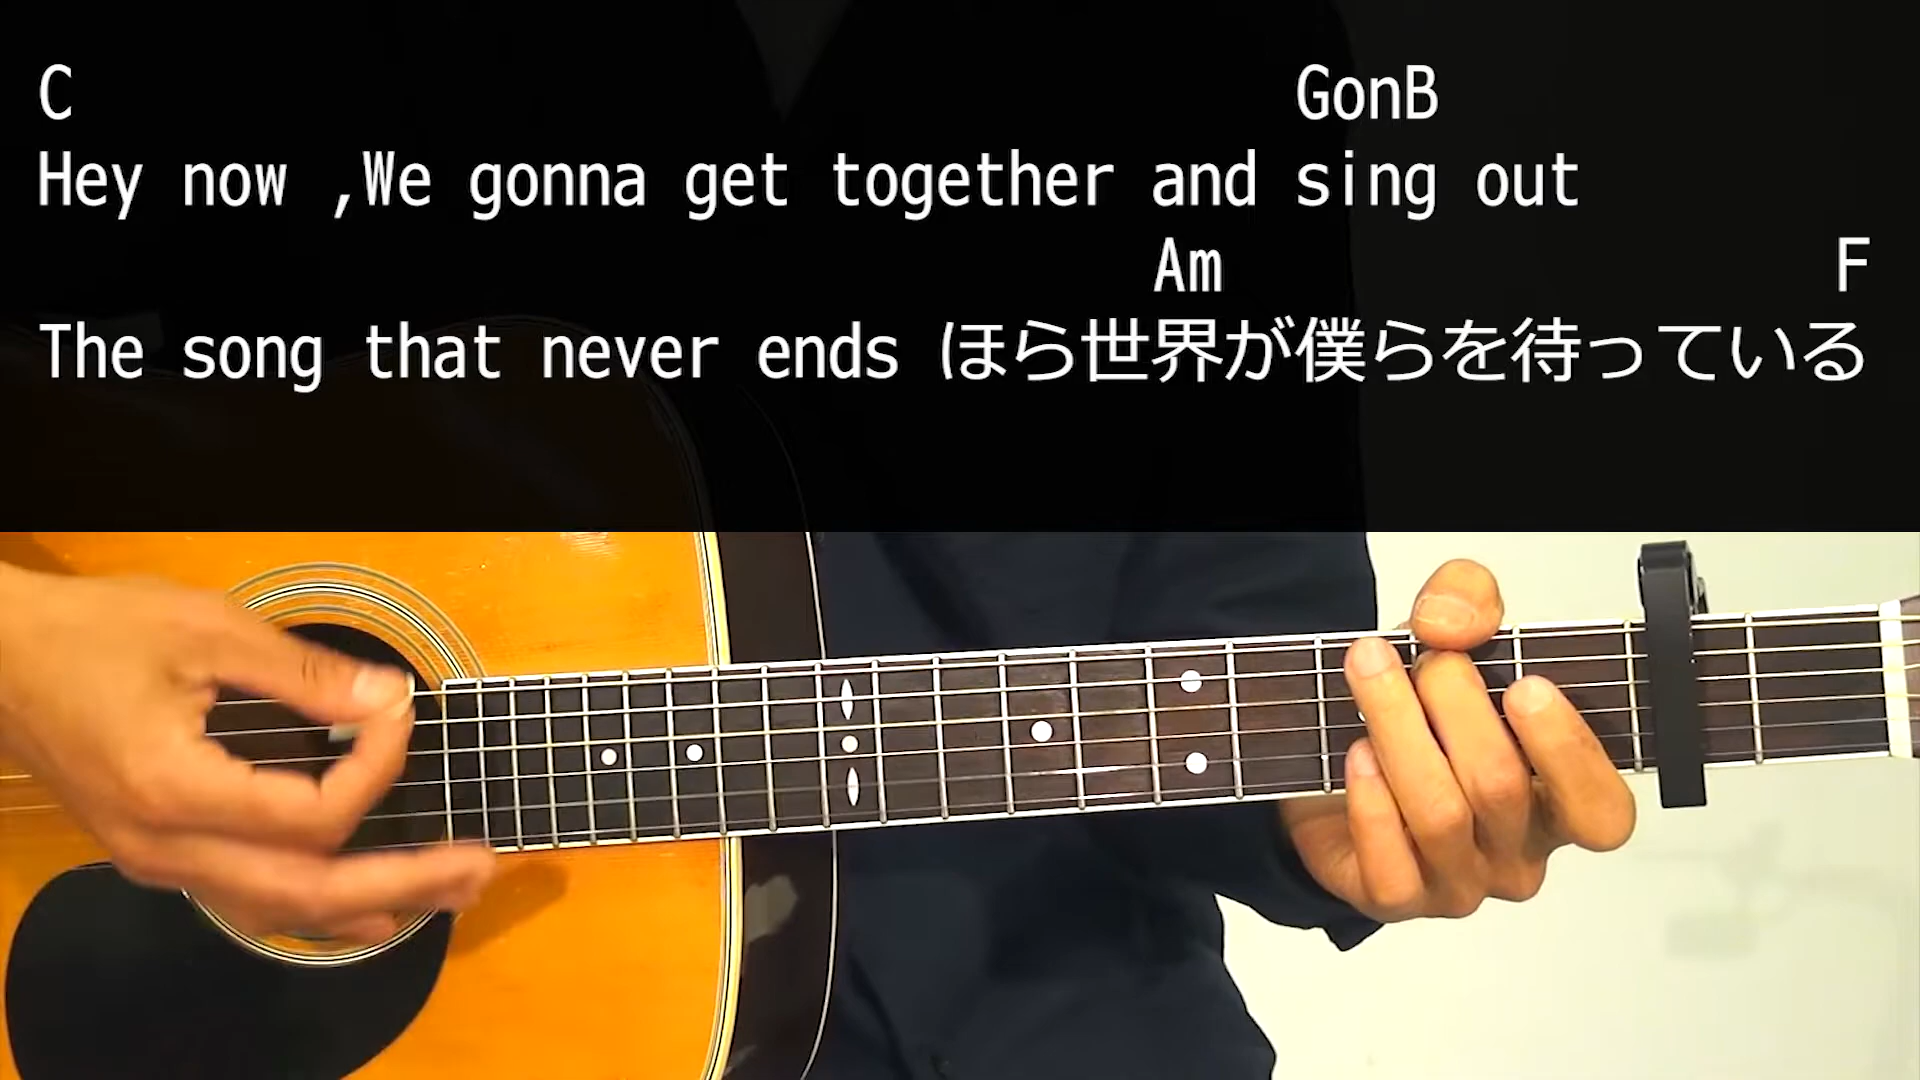 C GonB
Hey now ,We gonna get together and sing out
Am F
The song that never ends ほら世界が僕らを待っている